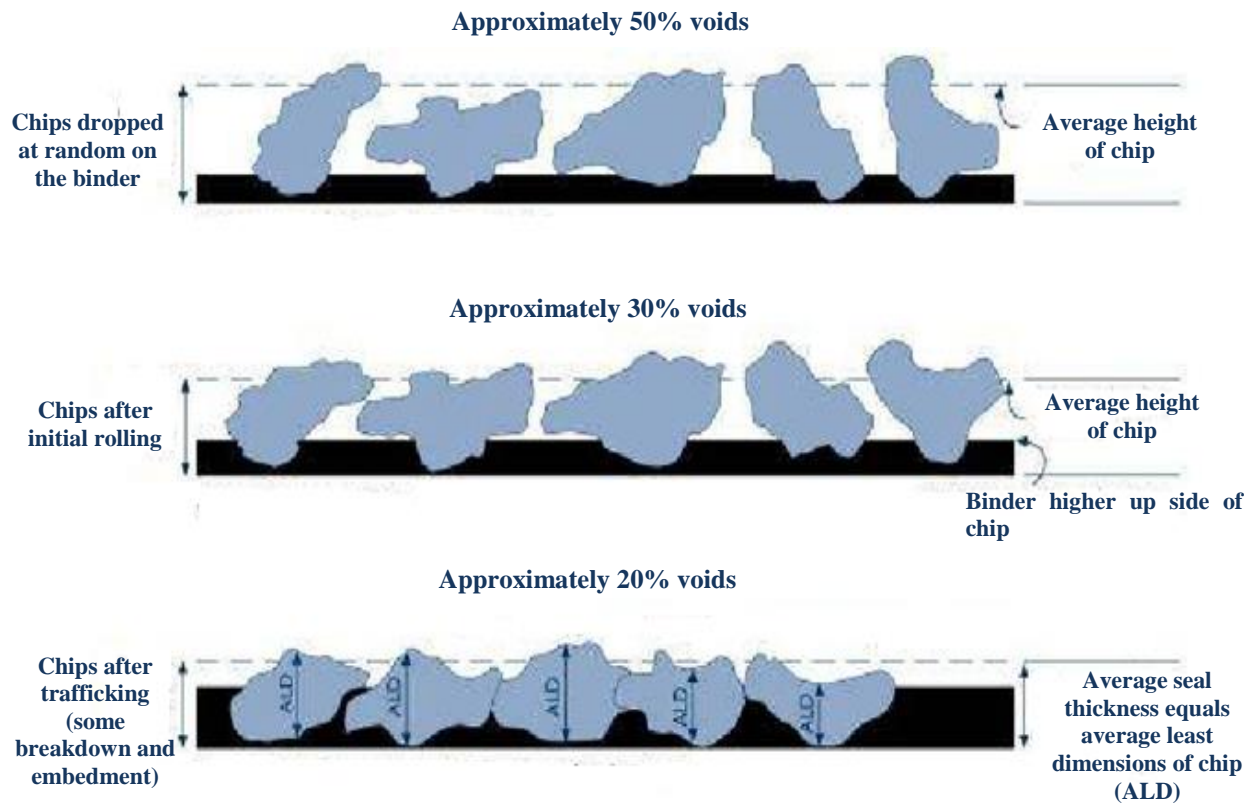 Approximately 50% voids
Chips dropped
at random on
the binder
Average height
of chip
Approximately 30% voids
Chips after
initial rolling
Average height
of chip
Binder higher up side of
chip
Approximately 20% voids
Chips after
trafficking
(some
breakdown and
embedment)
ALD
ALD
ALD
ALD
ALD
Average seal
thickness equals
average least
dimensions of chip
(ALD)